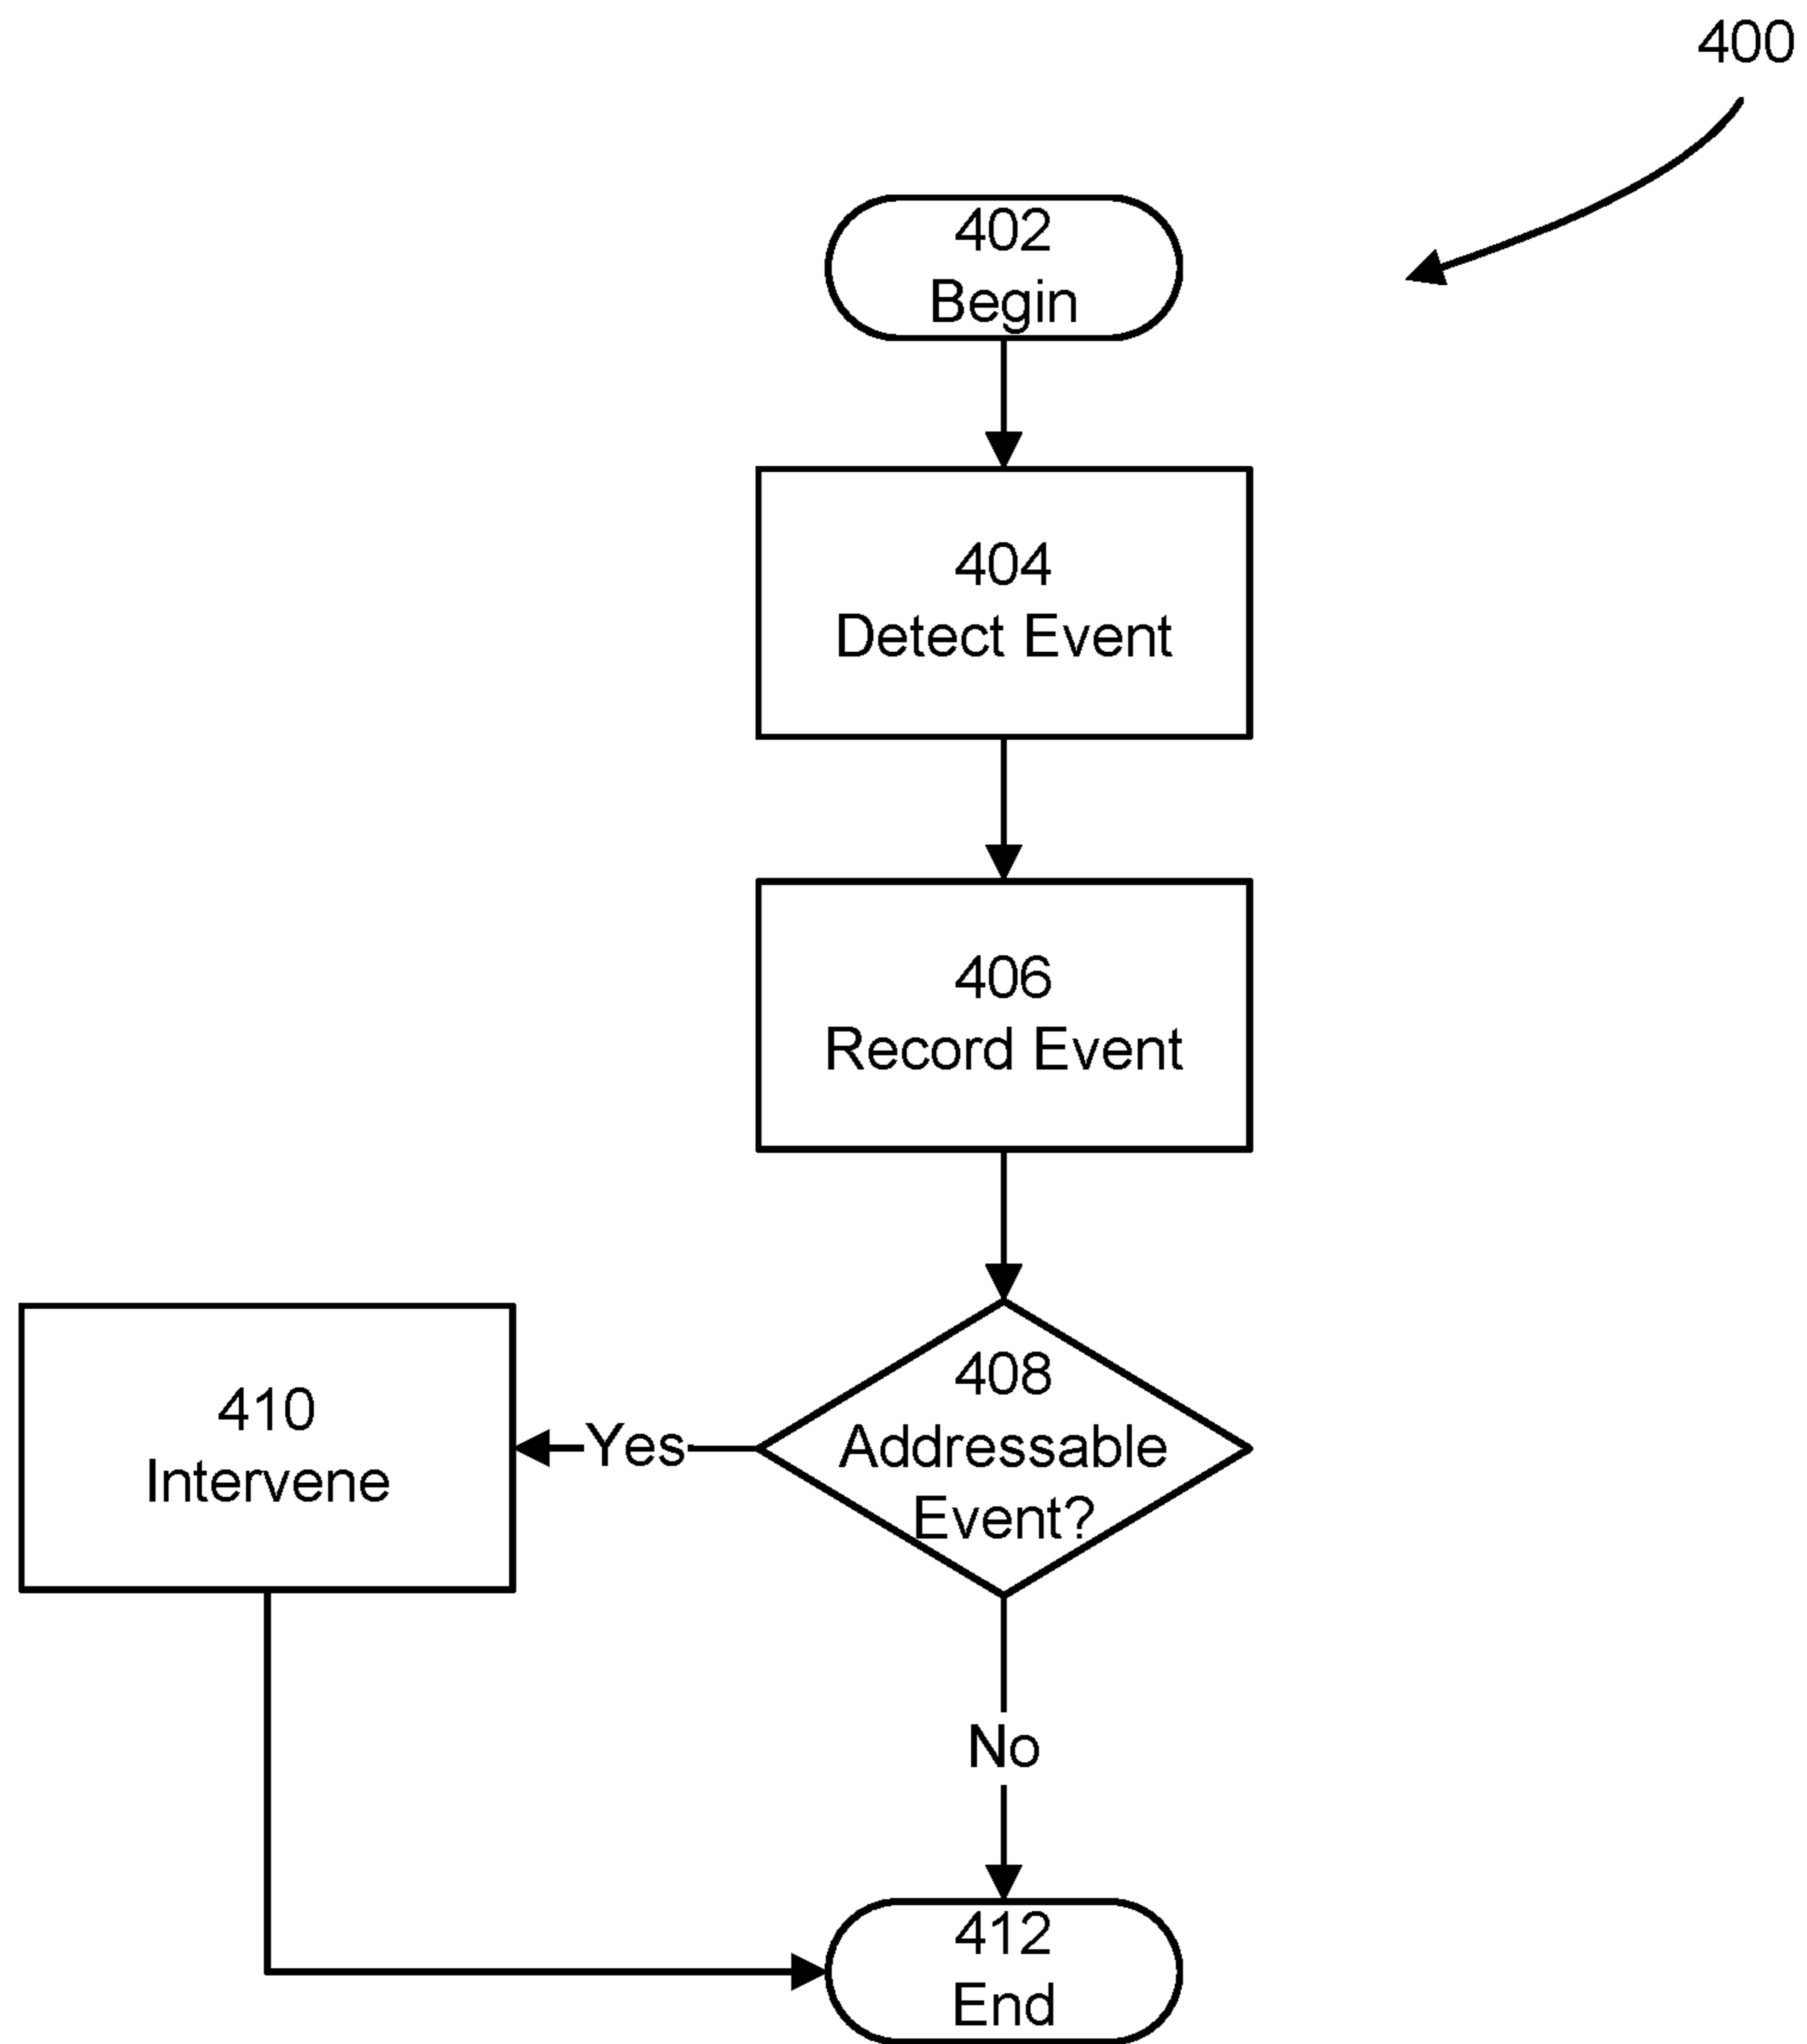 400
402
Begin
404
Detect Event
406
Record Event
408
Addressable
Event?
Yes
410
Intervene
No
412
End